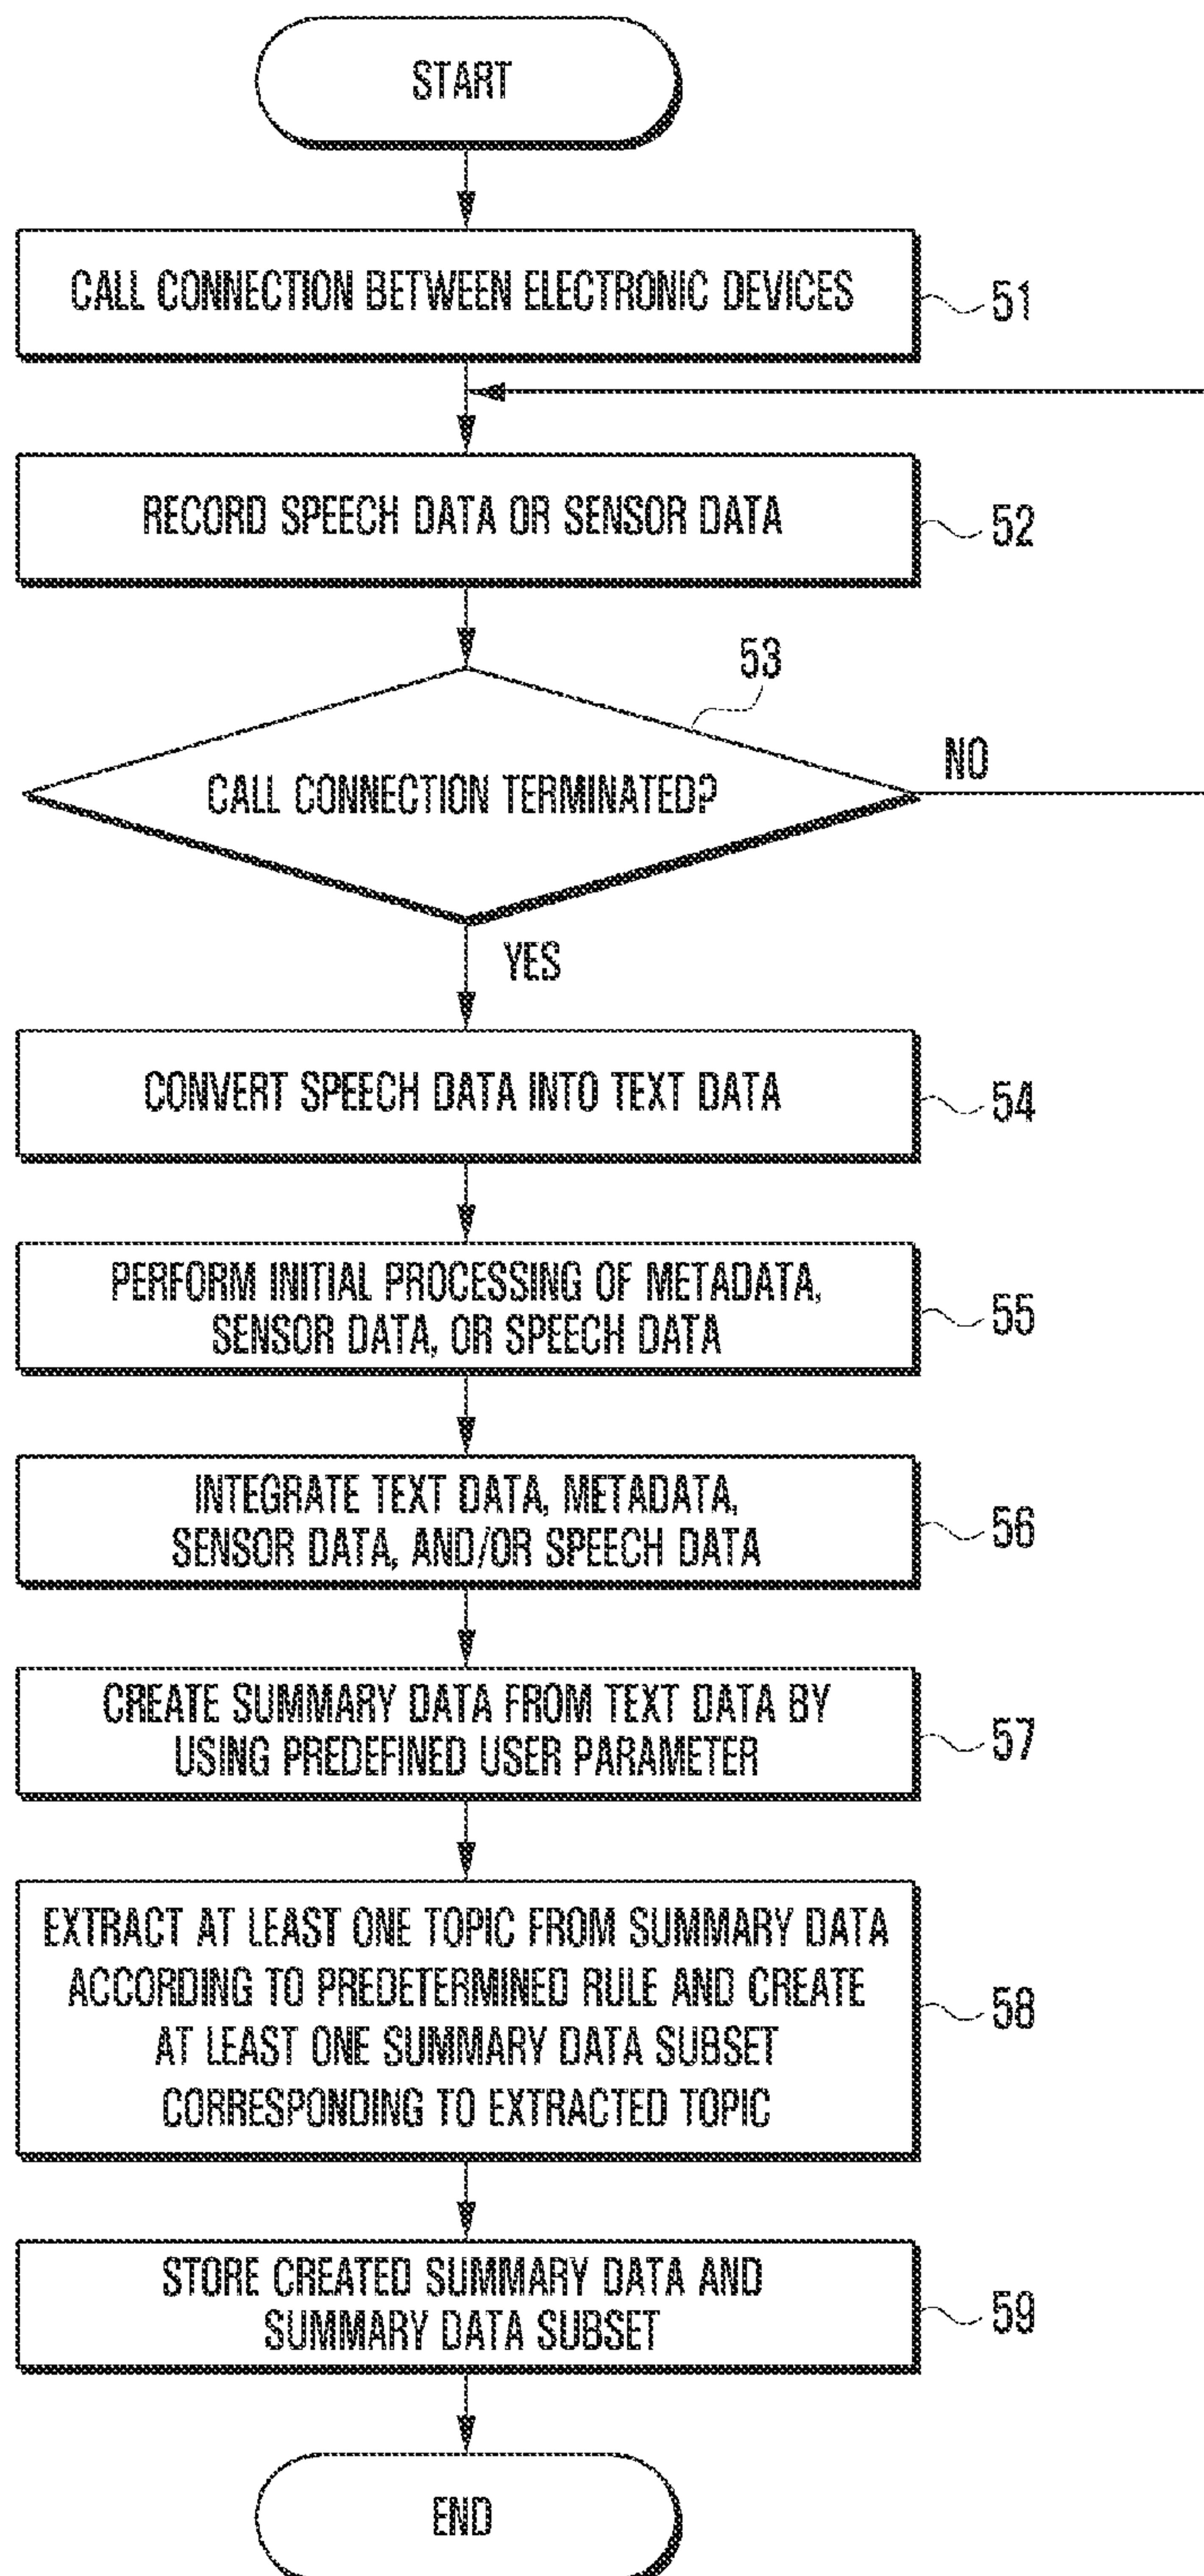 START
CALL CONNECTION BETWEEN ELECTRONIC DEVICES
51
RECORD SPEECH DATA OR SENSOR DATA
52
53
CALL CONNECTION TERMINATED?
NO
YES
CONVERT SPEECH DATA INTO TEXT DATA
54
PERFORM INITIAL PROCESSING OF METADATA,
SENSOR DATA, OR SPEECH DATA
55
INTEGRATE TEXT DATA, METADATA,
SENSOR DATA, AND/OR SPEECH DATA
56
CREATE SUMMARY DATA FROM TEXT DATA BY
USING PREDEFINED USER PARAMETER
57
EXTRACT AT LEAST ONE TOPIC FROM SUMMARY DATA
ACCORDING TO PREDETERMINED RULE AND CREATE
AT LEAST ONE SUMMARY DATA SUBSET
CORRESPONDING TO EXTRACTED TOPIC
58
STORE CREATED SUMMARY DATA AND
SUMMARY DATA SUBSET
59
END